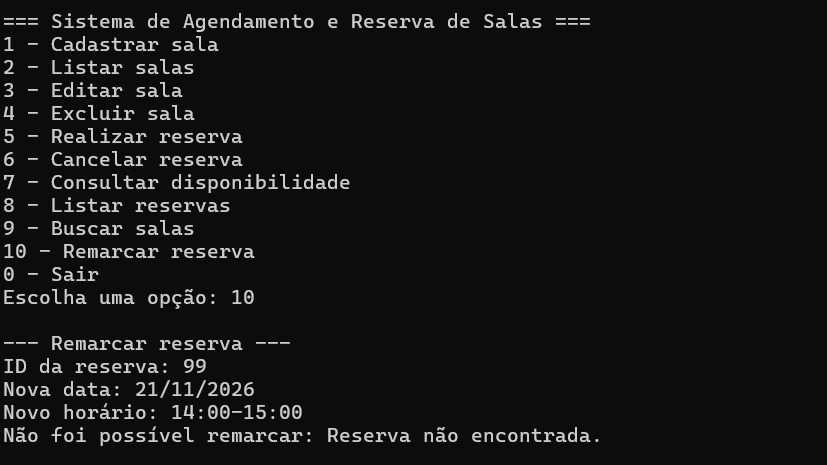 === Sistema de Agendamento e Reserva de Salas ===
1 - Cadastrar sala
2 - Listar salas
3 - Editar sala
4 - Excluir sala
5 - Realizar reserva
6 - Cancelar reserva
7 - Consultar disponibilidade
8 - Listar reservas
9 - Buscar salas
10 - Remarcar reserva
0 - Sair
Escolha uma opção: 10

--- Remarcar reserva ---
ID da reserva: 99
Nova data: 21/11/2026
Novo horário: 14:00-15:00
Não foi possível remarcar: Reserva não encontrada.